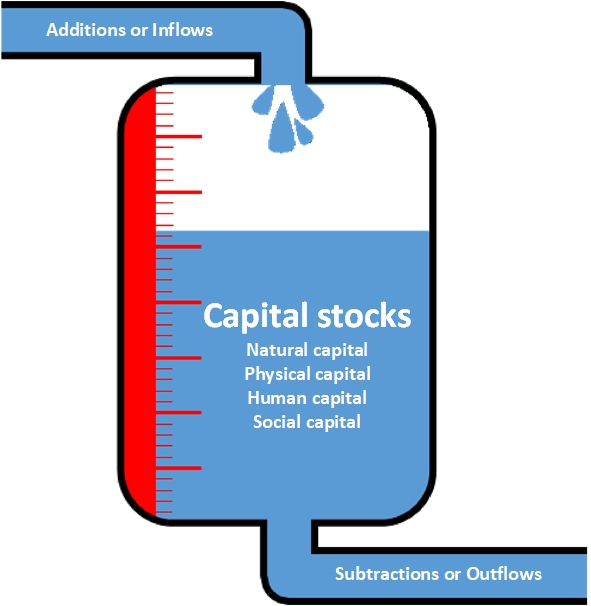 Additions or Inflows
Capital stocks
Natural capital
Physical capital
Human capital
Social capital
Subtractions or Outflows